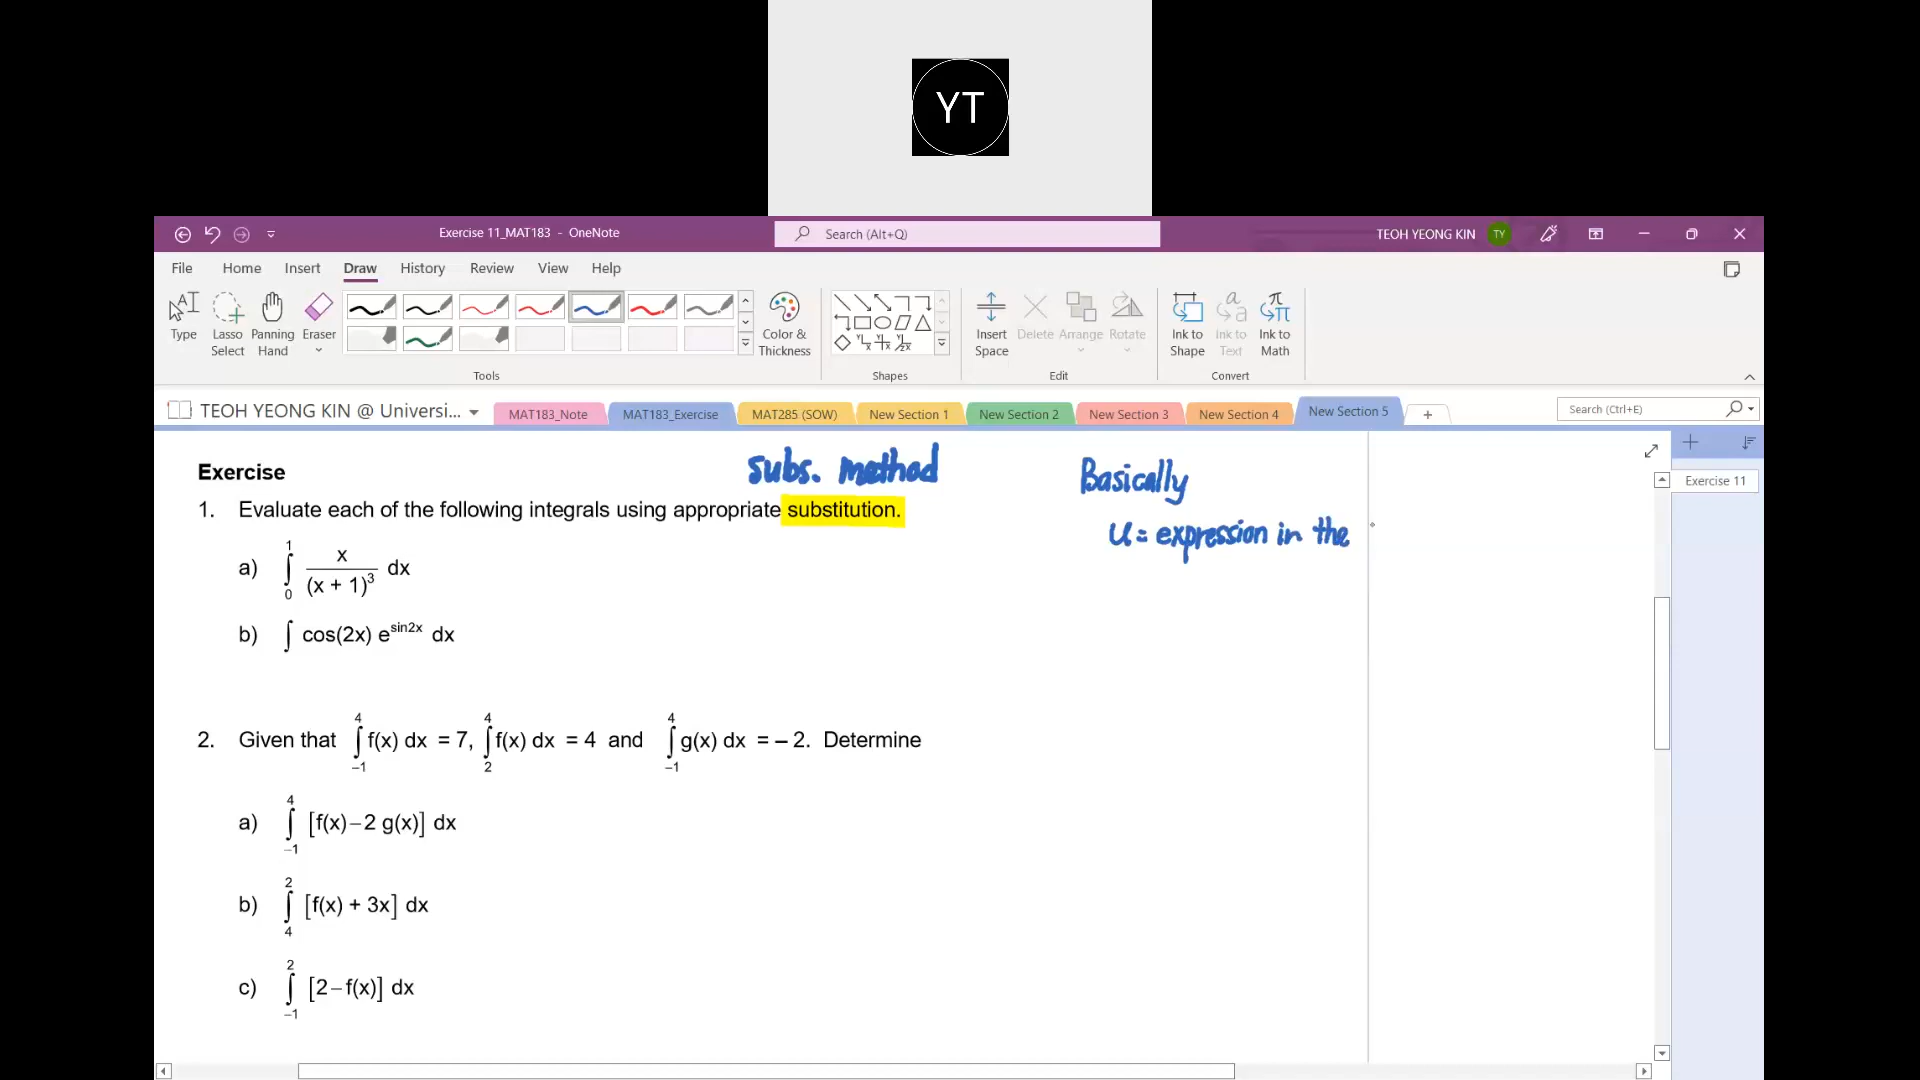 YT
Exercise 11_MAT183 - OneNote
Search (Alt+Q)
TEOH YEONG KIN TY
File Home Insert Draw History Review View Help
Type
Lasso Select
Panning Hand
Eraser
Color & Thickness
Insert Space
Delete
Arrange
Rotate
Ink to Shape
Ink to Text
Ink to Math
Tools Shapes Edit Convert
TEOH YEONG KIN @ Universi... MAT183_Note MAT183_Exercise MAT285 (SOW) New Section 1 New Section 2 New Section 3 New Section 4 New Section 5 + Search (Ctrl+E)
Exercise 11
subs. method
Basically
u = expression in the
Exercise
1. Evaluate each of the following integrals using appropriate substitution.
a) ∫₀¹ x/(x + 1)³ dx
b) ∫ cos(2x) e^sin2x dx
2. Given that ∫₋₁⁴ f(x) dx = 7, ∫₂⁴ f(x) dx = 4 and ∫₋₁⁴ g(x) dx = – 2. Determine
a) ∫₋₁⁴ [f(x) – 2 g(x)] dx
b) ∫₄² [f(x) + 3x] dx
c) ∫₋₁² [2 – f(x)] dx